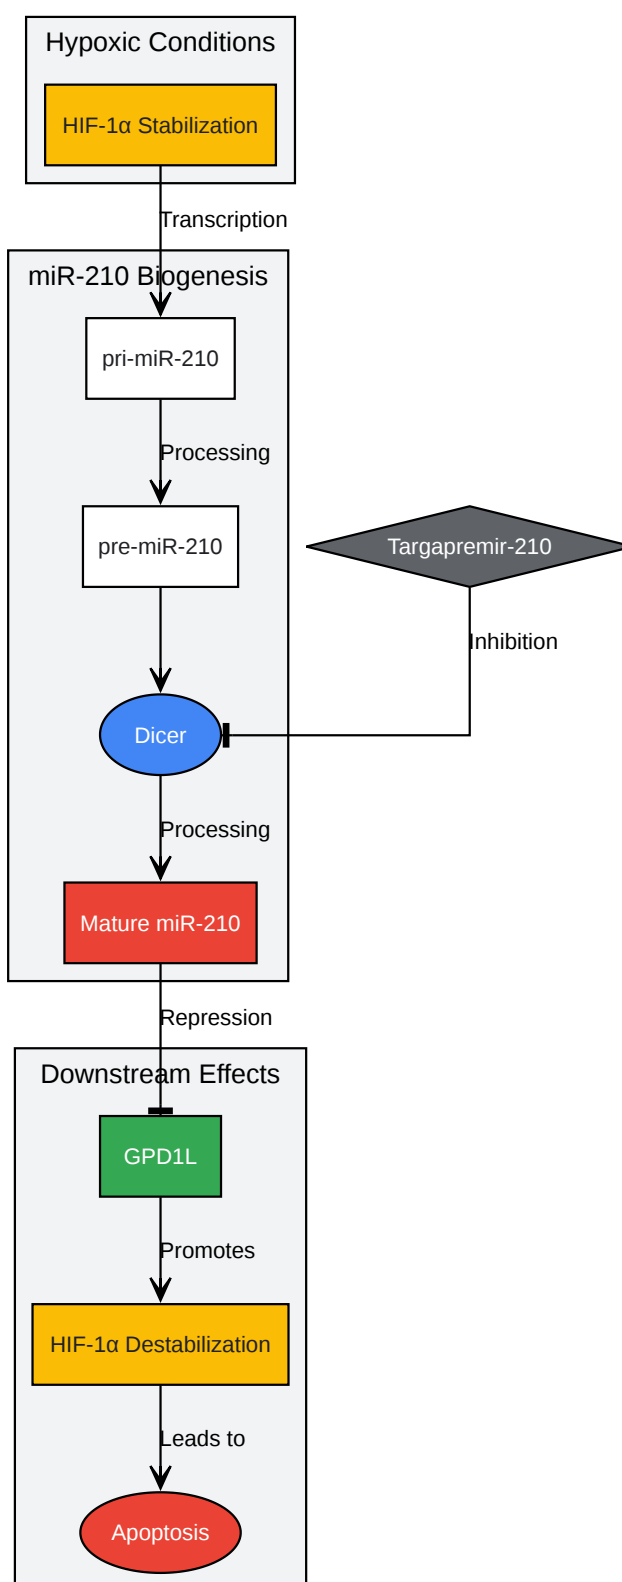 Hypoxic Conditions
HIF-1α Stabilization
Transcription
miR-210 Biogenesis
pri-miR-210
Processing
pre-miR-210
Targapremir-210
Inhibition
Dicer
Processing
Mature miR-210
Repression
Downstream Effects
GPD1L
Promotes
HIF-1α Destabilization
Leads to
Apoptosis